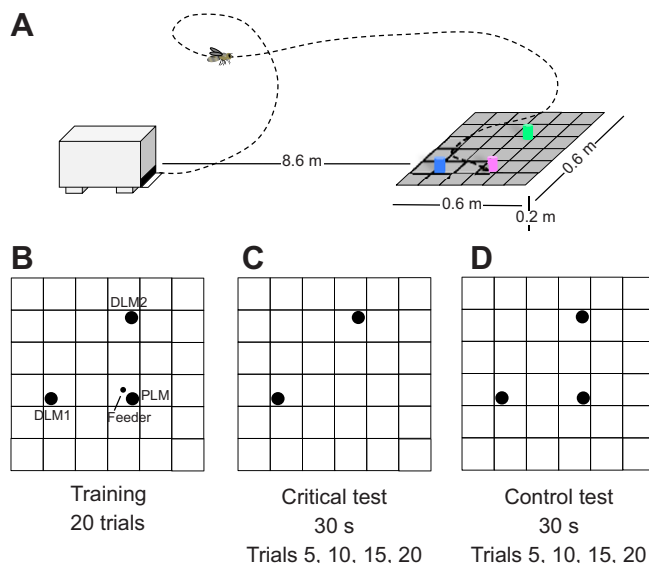 A
8.6 m
0.6 m
0.6 m
0.2 m
B
C
D
DLM2
PLM
DLM1
Feeder
Training
20 trials
Critical test
30 s
Trials 5, 10, 15, 20
Control test
30 s
Trials 5, 10, 15, 20